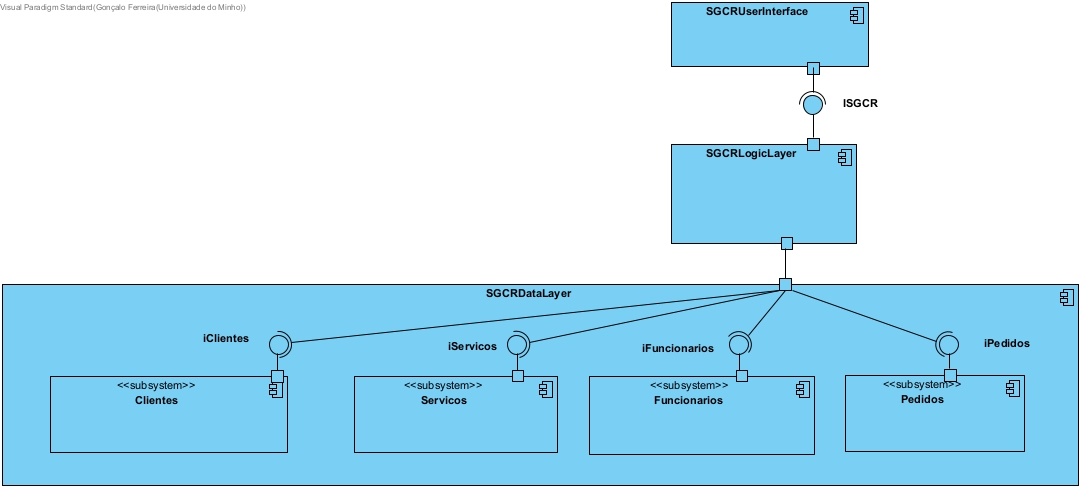 Visual Paradigm Standard(Gonçalo Ferreira(Universidade do Minho))
SGCRUserInterface
ISGCR
SGCRLogicLayer
SGCRDataLayer
iClientes
iServicos
iFuncionarios
iPedidos
<<subsystem>>
Clientes
<<subsystem>>
Servicos
<<subsystem>>
Funcionarios
<<subsystem>>
Pedidos